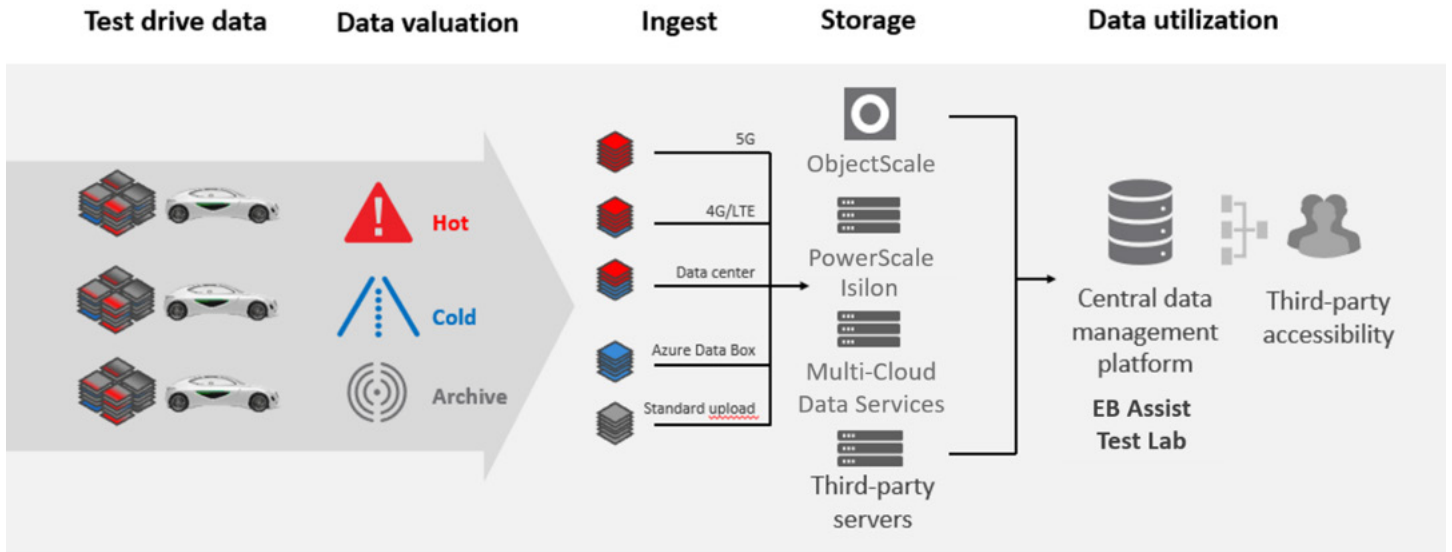 Test drive data
Data valuation
Ingest
Storage
Data utilization
Hot
Cold
Archive
5G
4G/LTE
Data center
Azure Data Box
Standard upload
ObjectScale
PowerScale
Isilon
Multi-Cloud
Data Services
Third-party
servers
Central data
management
platform
EB Assist
Test Lab
Third-party
accessibility